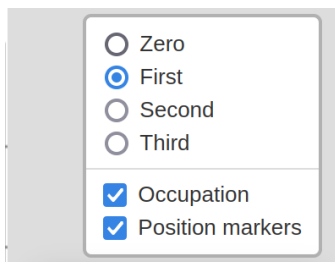 Zero
First
Second
Third
Occupation
Position markers